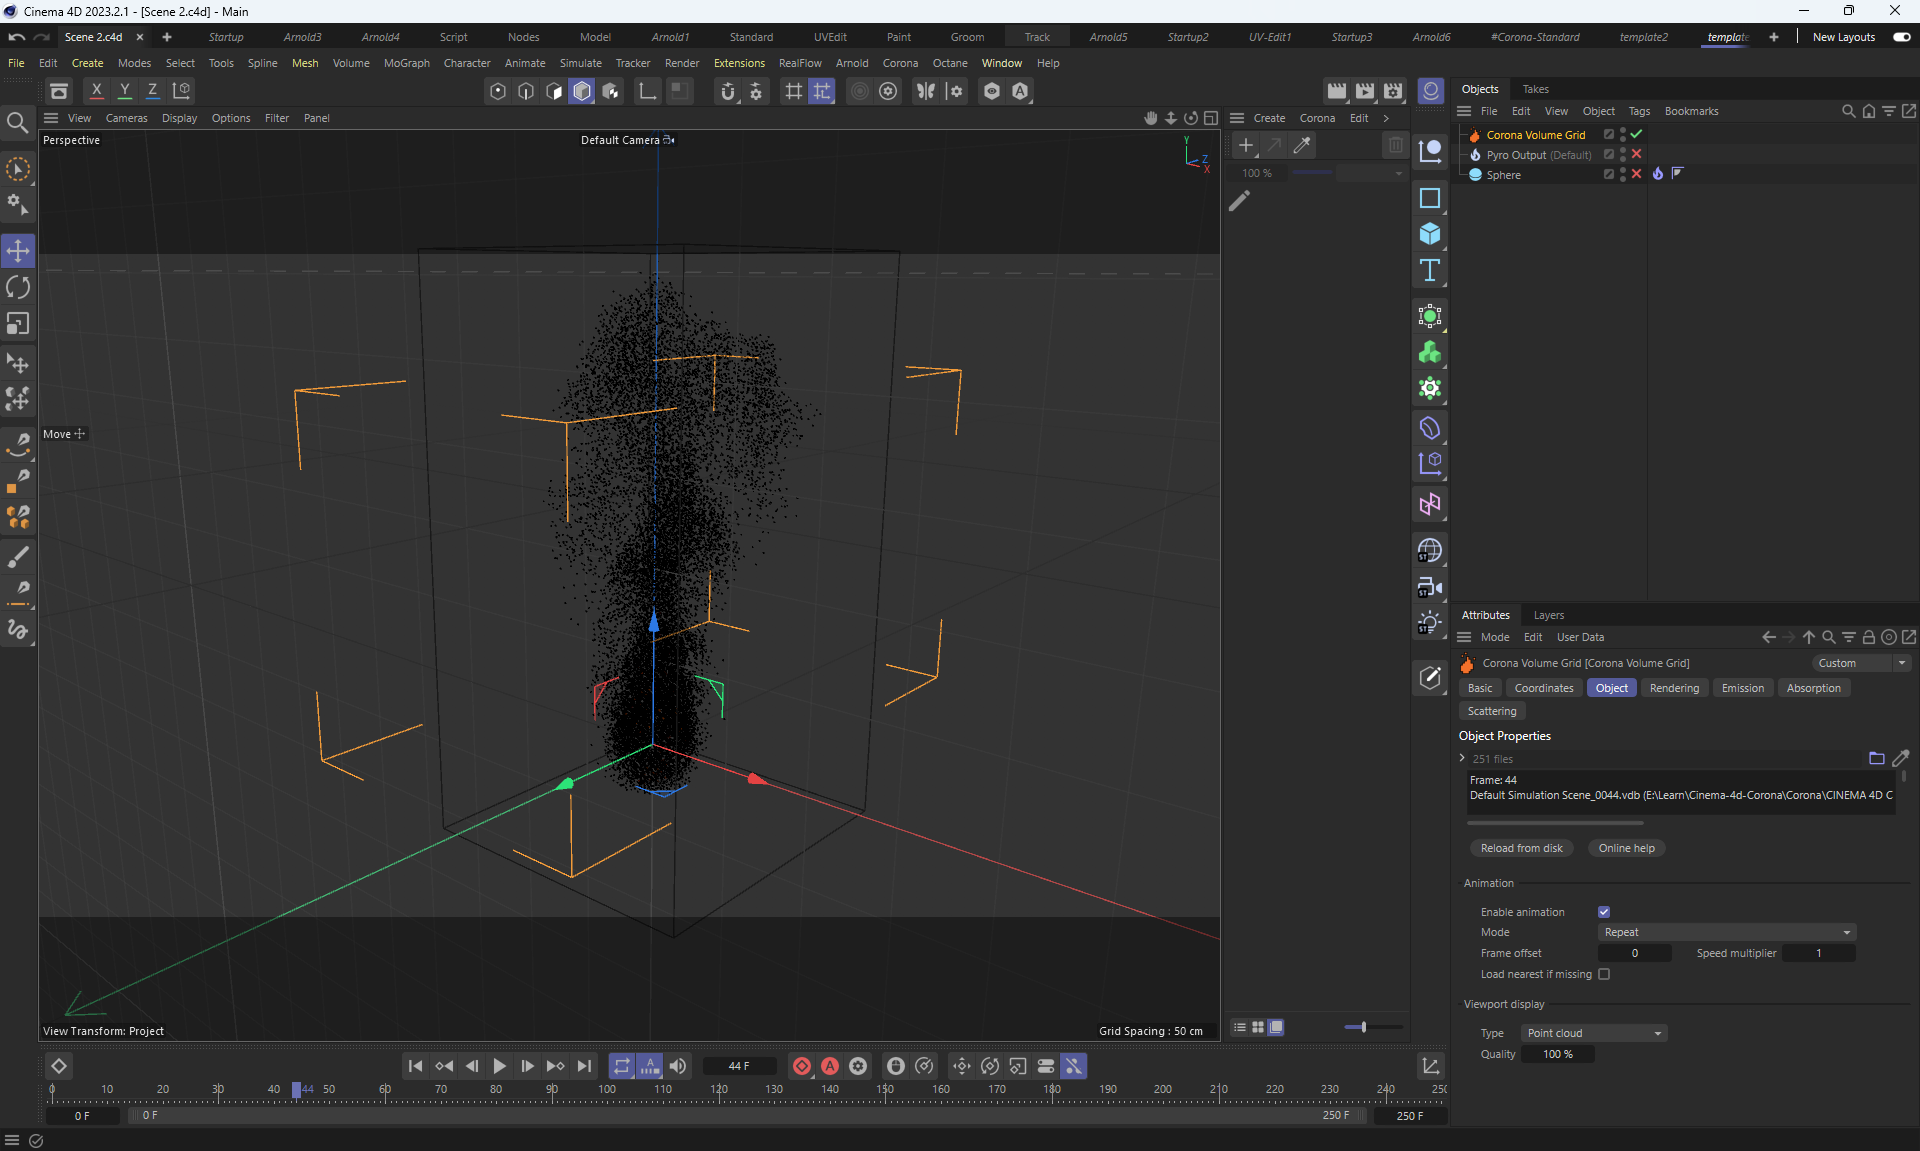 Cinema 4D 2023.2.1 - [Scene 2.c4d] - Main
Scene 2.c4d × + Startup Arnold3 Arnold4 Script Nodes Model Arnold1 Standard UVEdit Paint Groom Track Arnold5 Startup2 UV-Edit1 Startup3 Arnold6 #Corona-Standard template2 template + New Layouts
File Edit Create Modes Select Tools Spline Mesh Volume MoGraph Character Animate Simulate Tracker Render Extensions RealFlow Arnold Corona Octane Window Help
X Y Z
Objects Takes
View Cameras Display Options Filter Panel
Create Corona Edit >
File Edit View Object Tags Bookmarks
Perspective
Default Camera
Y
Z
X
100 %
Corona Volume Grid
Pyro Output (Default)
Sphere
Move
Attributes Layers
Mode Edit User Data
Corona Volume Grid [Corona Volume Grid]
Custom
Basic Coordinates Object Rendering Emission Absorption
Scattering
Object Properties
251 files
Frame: 44
Default Simulation Scene_0044.vdb (E:\Learn\Cinema-4d-Corona\Corona\CINEMA 4D C
Reload from disk Online help
Animation
Enable animation
Mode Repeat
Frame offset 0 Speed multiplier 1
Load nearest if missing
Viewport display
Type Point cloud
Quality 100 %
View Transform: Project
Grid Spacing : 50 cm
44 F
0 10 20 30 40 44 50 60 70 80 90 100 110 120 130 140 150 160 170 180 190 200 210 220 230 240 250
0 F 0 F 250 F 250 F